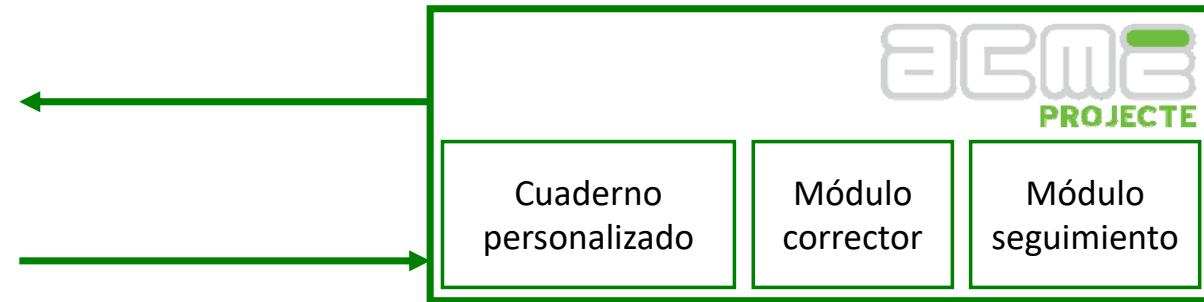 acme
PROJECTE
Cuaderno
personalizado
Módulo
corrector
Módulo
seguimiento